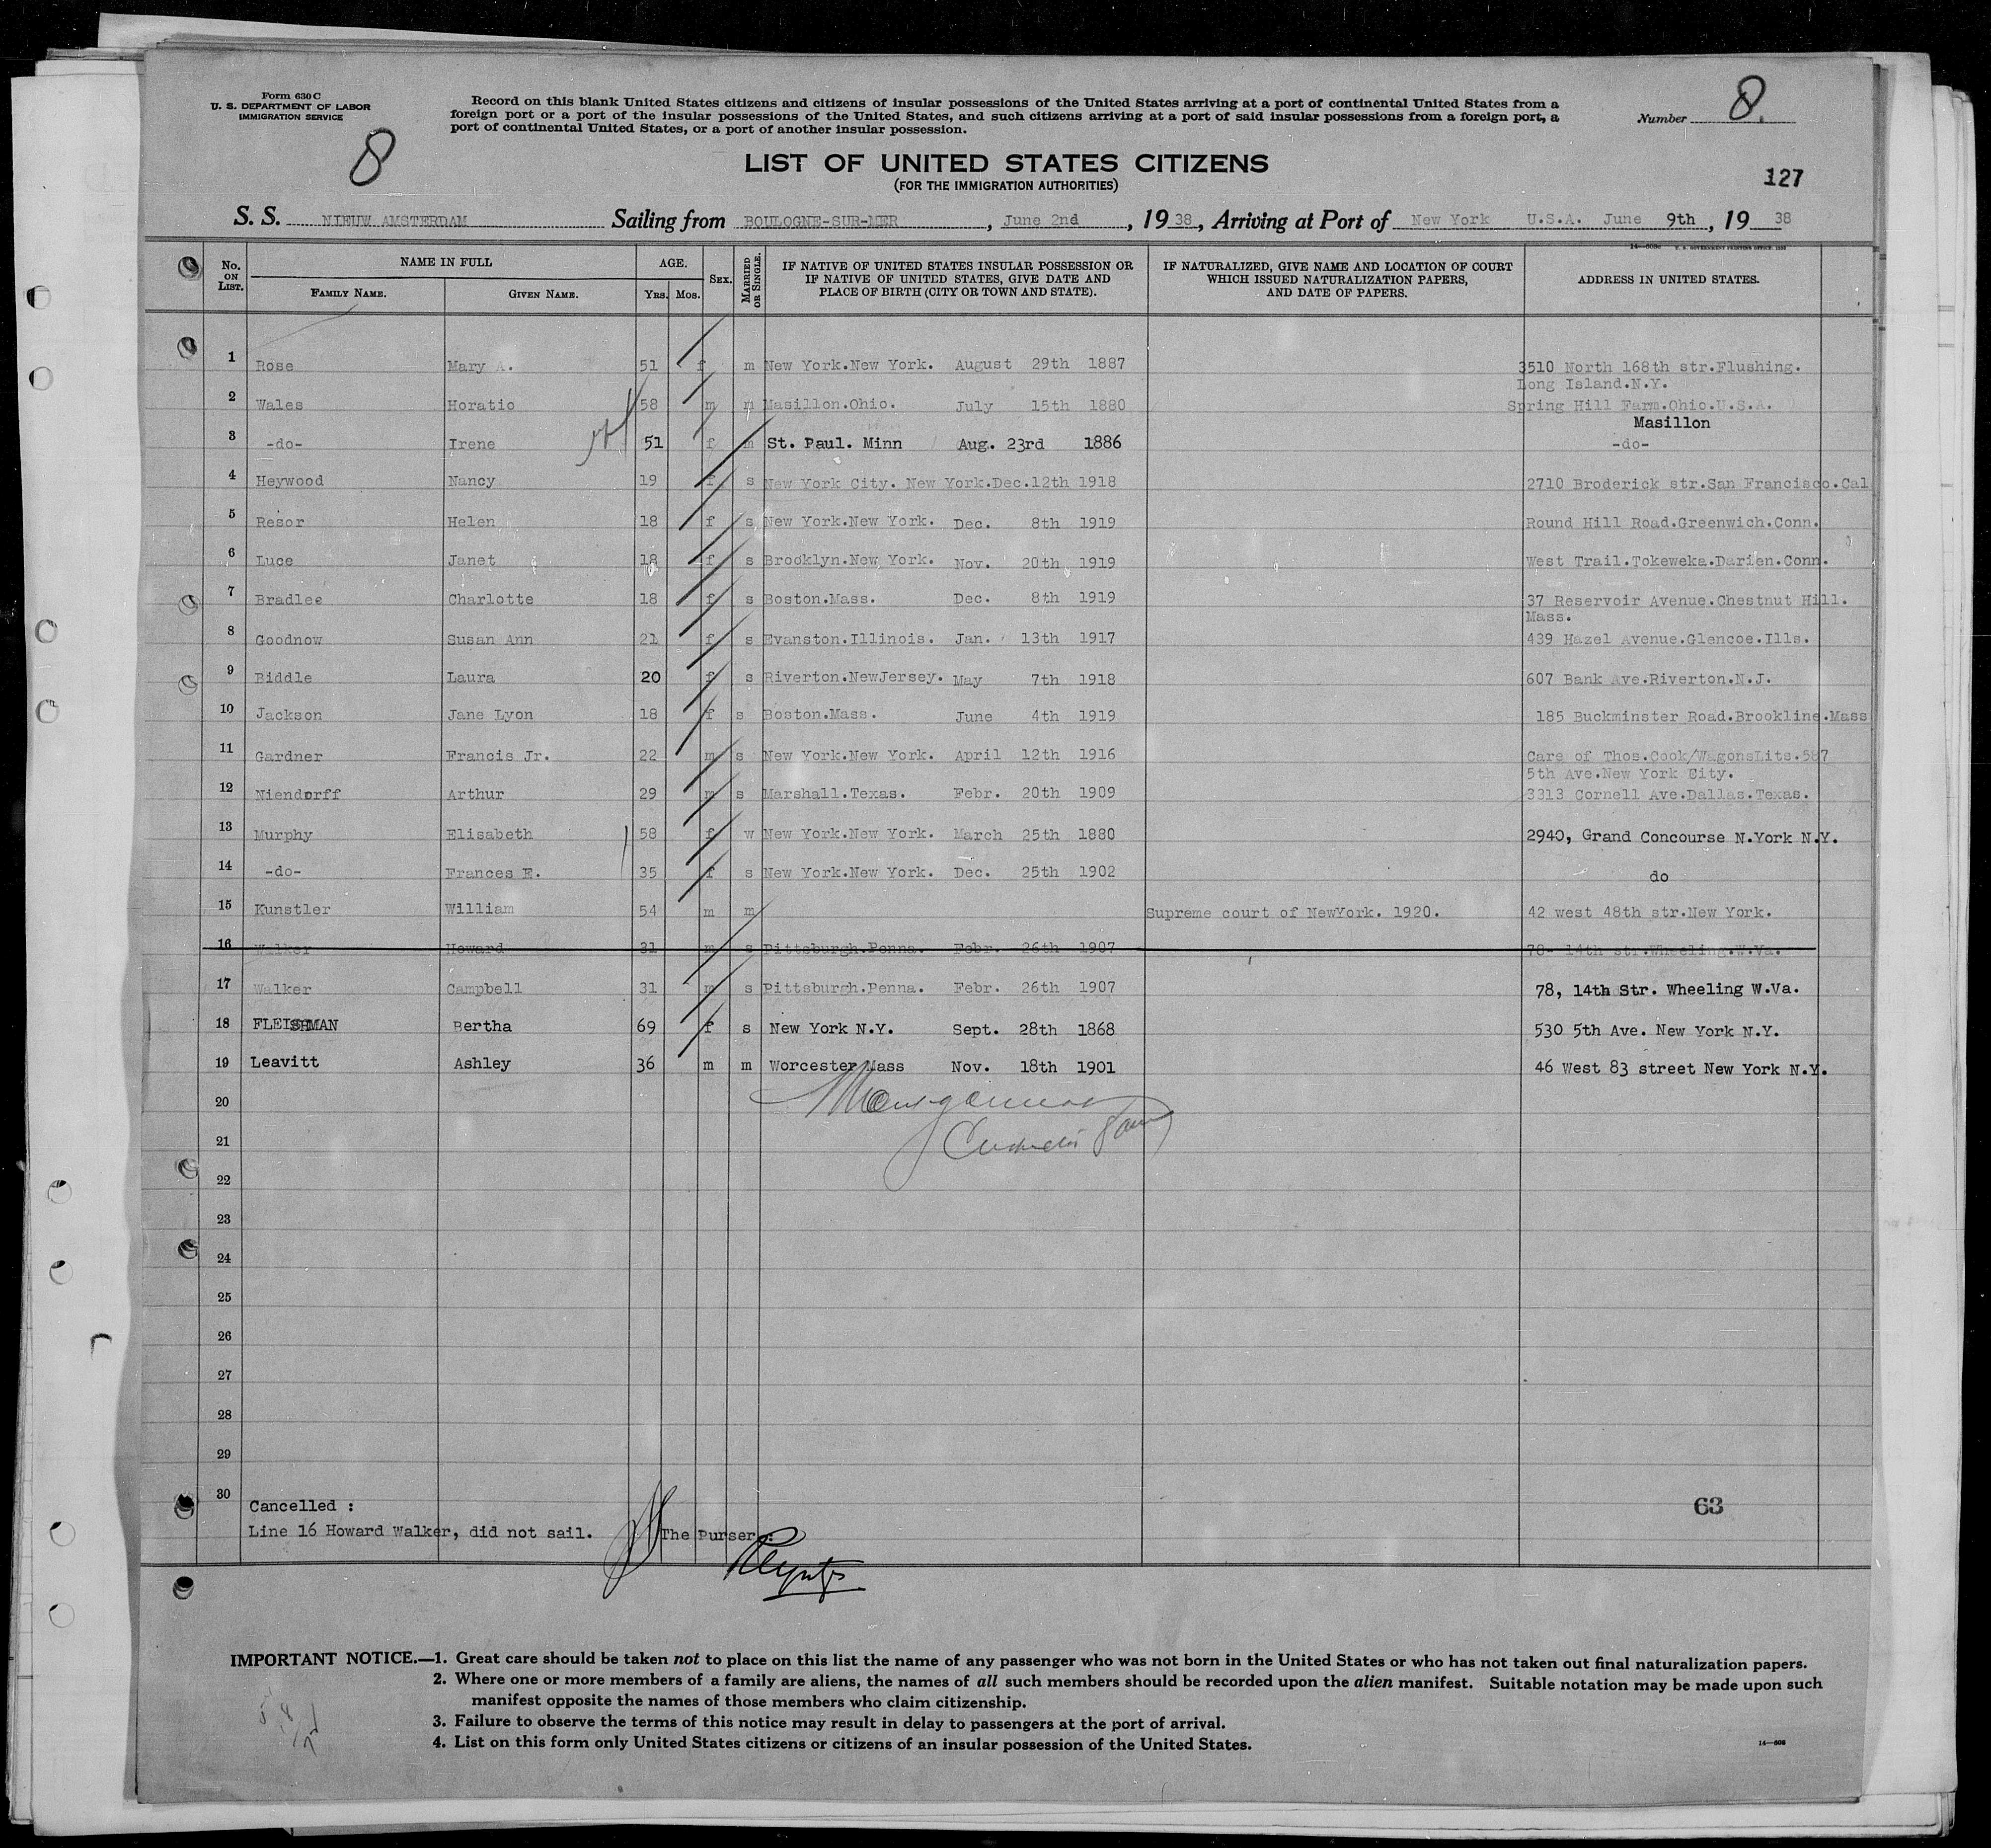 Form 630 C
U. S. DEPARTMENT OF LABOR
IMMIGRATION SERVICE
8
Record on this blank United States citizens and citizens of insular possessions of the United States arriving at a port of continental United States from a
foreign port or a port of the insular possessions of the United States, and such citizens arriving at a port of said insular possessions from a foreign port, a
port of continental United States, or a port of another insular possession.
Number 8.
LIST OF UNITED STATES CITIZENS
(FOR THE IMMIGRATION AUTHORITIES)
127
S. S. NIEUW AMSTERDAM Sailing from BOULOGNE-SUR-MER, June 2nd, 1938, Arriving at Port of New York U.S.A. June 9th, 1938
No. ON LIST. NAME IN FULL AGE. SEX. MARRIED OR SINGLE. IF NATIVE OF UNITED STATES INSULAR POSSESSION OR IF NATIVE OF UNITED STATES, GIVE DATE AND PLACE OF BIRTH (CITY OR TOWN AND STATE). IF NATURALIZED, GIVE NAME AND LOCATION OF COURT WHICH ISSUED NATURALIZATION PAPERS, AND DATE OF PAPERS. ADDRESS IN UNITED STATES.
FAMILY NAME. GIVEN NAME. YRS. MOS.
1 Rose Mary A. 51 f m New York.New York. August 29th 1887 3510 North 168th str.Flushing.
Long Island.N.Y.
2 Wales Horatio 58 m m Masillon.Ohio. July 15th 1880 Spring Hill Farm.Ohio.U.S.A.
Masillon
3 -do- Irene 51 f m St. Paul. Minn Aug. 23rd 1886 -do-
4 Heywood Nancy 19 f s New York City. New York.Dec.12th 1918 2710 Broderick str.San Francisco.Cal
5 Resor Helen 18 f s New York.New York. Dec. 8th 1919 Round Hill Road.Greenwich.Conn.
6 Luce Janet 18 f s Brooklyn.New York. Nov. 20th 1919 West Trail.Tokeweka.Darien.Conn.
7 Bradlee Charlotte 18 f s Boston.Mass. Dec. 8th 1919 37 Reservoir Avenue.Chestnut Hill.
Mass.
8 Goodnow Susan Ann 21 f s Evanston.Illinois. Jan. 13th 1917 439 Hazel Avenue.Glencoe.Ills.
9 Biddle Laura 20 f s Riverton.NewJersey. May 7th 1918 607 Bank Ave.Riverton.N.J.
10 Jackson Jane Lyon 18 f s Boston.Mass. June 4th 1919 185 Buckminster Road.Brookline.Mass
11 Gardner Francis Jr. 22 m s New York.New York. April 12th 1916 Care of Thos.Cook/WagonsLits.587
5th Ave.New York City.
12 Niendorff Arthur 29 m s Marshall.Texas. Febr. 20th 1909 3313 Cornell Ave.Dallas.Texas.
13 Murphy Elisabeth 58 f w New York.New York. March 25th 1880 2940, Grand Concourse N.York N.Y.
14 -do- Frances E. 35 f s New York.New York. Dec. 25th 1902 do
15 Kunstler William 54 m m Supreme court of NewYork. 1920. 42 west 48th str.New York.
16 Walker Howard 31 m s Pittsburgh.Penna. Febr. 26th 1907 78- 14th str.Wheeling.W.Va.
17 Walker Campbell 31 m s Pittsburgh.Penna. Febr. 26th 1907 78, 14th Str. Wheeling W.Va.
18 FLEISHMAN Bertha 69 f s New York N.Y. Sept. 28th 1868 530 5th Ave. New York N.Y.
19 Leavitt Ashley 36 m m Worcester Mass Nov. 18th 1901 46 West 83 street New York N.Y.
20
21
22
23
24
25
26
27
28
29
30
Cancelled :
Line 16 Howard Walker, did not sail. The Purser :
63
IMPORTANT NOTICE.—1. Great care should be taken not to place on this list the name of any passenger who was not born in the United States or who has not taken out final naturalization papers.
2. Where one or more members of a family are aliens, the names of all such members should be recorded upon the alien manifest. Suitable notation may be made upon such
manifest opposite the names of those members who claim citizenship.
3. Failure to observe the terms of this notice may result in delay to passengers at the port of arrival.
4. List on this form only United States citizens or citizens of an insular possession of the United States.